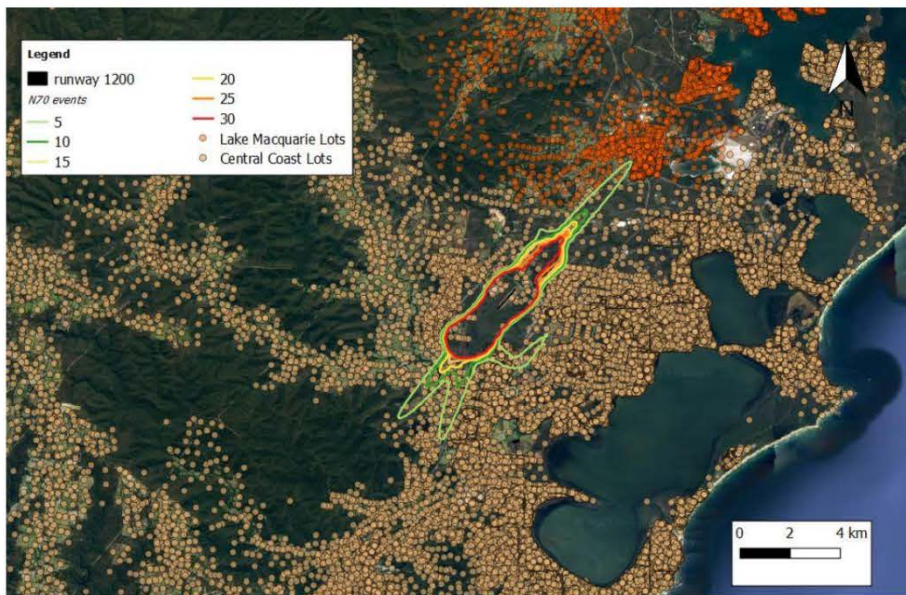 Legend
runway 1200
N70 events
5
10
15
20
25
30
Lake Macquarie Lots
Central Coast Lots
N
0 2 4 km